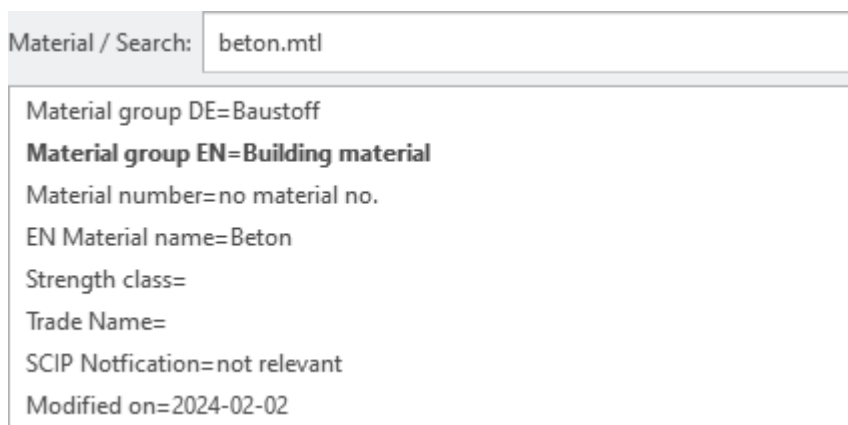 Material / Search: beton.mtl
Material group DE=Baustoff
Material group EN=Building material
Material number=no material no.
EN Material name=Beton
Strength class=
Trade Name=
SCIP Notfication=not relevant
Modified on=2024-02-02